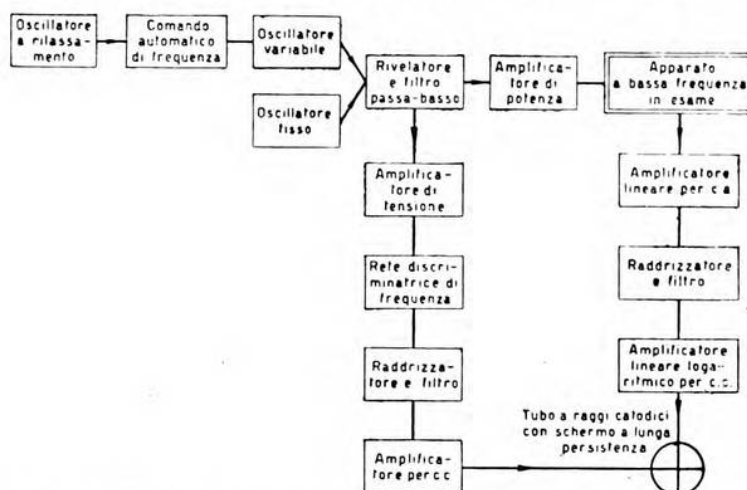 Oscillatore
a rilassa-
mento
Comando
automatico
di frequenza
Oscillatore
variabile
Oscillatore
fisso
Rivelatore
e filtro
passa-basso
Amplifica-
tore di
potenza
Apparato
a bassa frequenza
in esame
Amplifica-
tore di
tensione
Rete discri-
minatrice di
frequenza
Raddrizza-
tore e filtro
Amplifica-
tore per c c
Amplificatore
lineare per c a
Raddrizzatore
e filtro
Amplificatore
lineare loga-
ritmico per c.c.
Tubo a raggi catodici
con schermo a lunga
persistenza